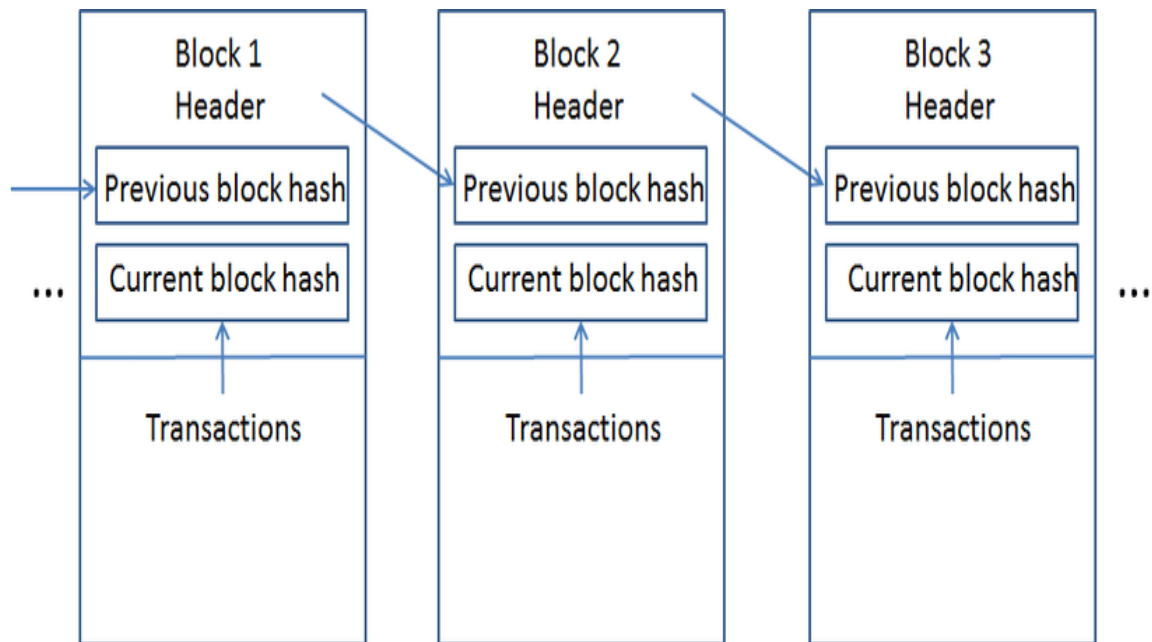 Block 1
Header
Previous block hash
Current block hash
Transactions
Block 2
Header
Previous block hash
Current block hash
Transactions
Block 3
Header
Previous block hash
Current block hash
Transactions
...
...